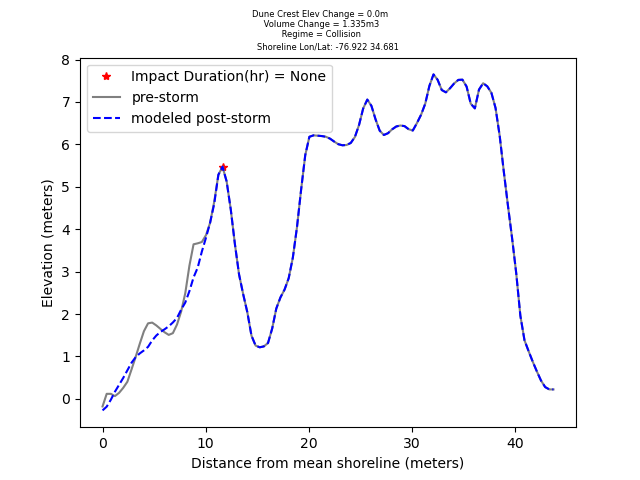 Dune Crest Elev Change = 0.0m
Volume Change = 1.335m3
Regime = Collision
Shoreline Lon/Lat: -76.922 34.681
Impact Duration(hr) = None
pre-storm
modeled post-storm
Elevation (meters)
8
7
6
5
4
3
2
1
0
0 10 20 30 40
Distance from mean shoreline (meters)